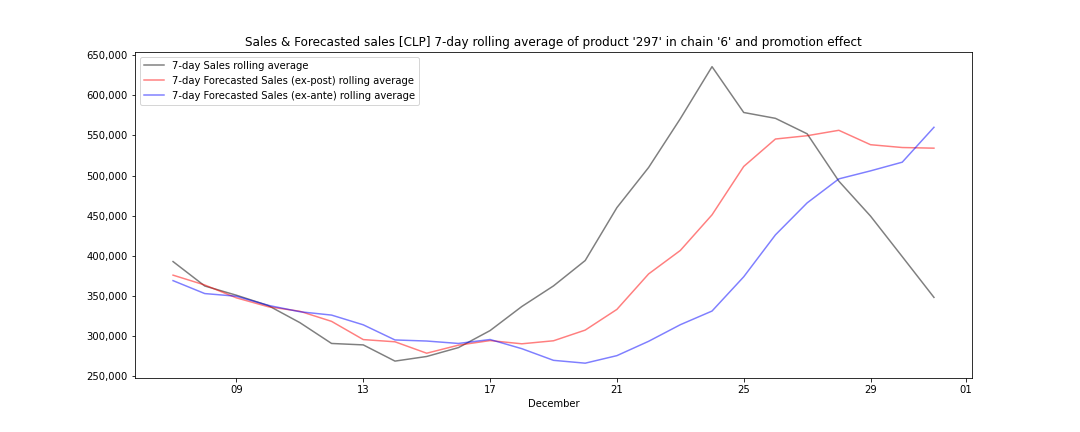 Sales & Forecasted sales [CLP] 7-day rolling average of product '297' in chain '6' and promotion effect
650,000
600,000
550,000
500,000
450,000
400,000
350,000
300,000
250,000
7-day Sales rolling average
7-day Forecasted Sales (ex-post) rolling average
7-day Forecasted Sales (ex-ante) rolling average
09 13 17 21 25 29 01
December